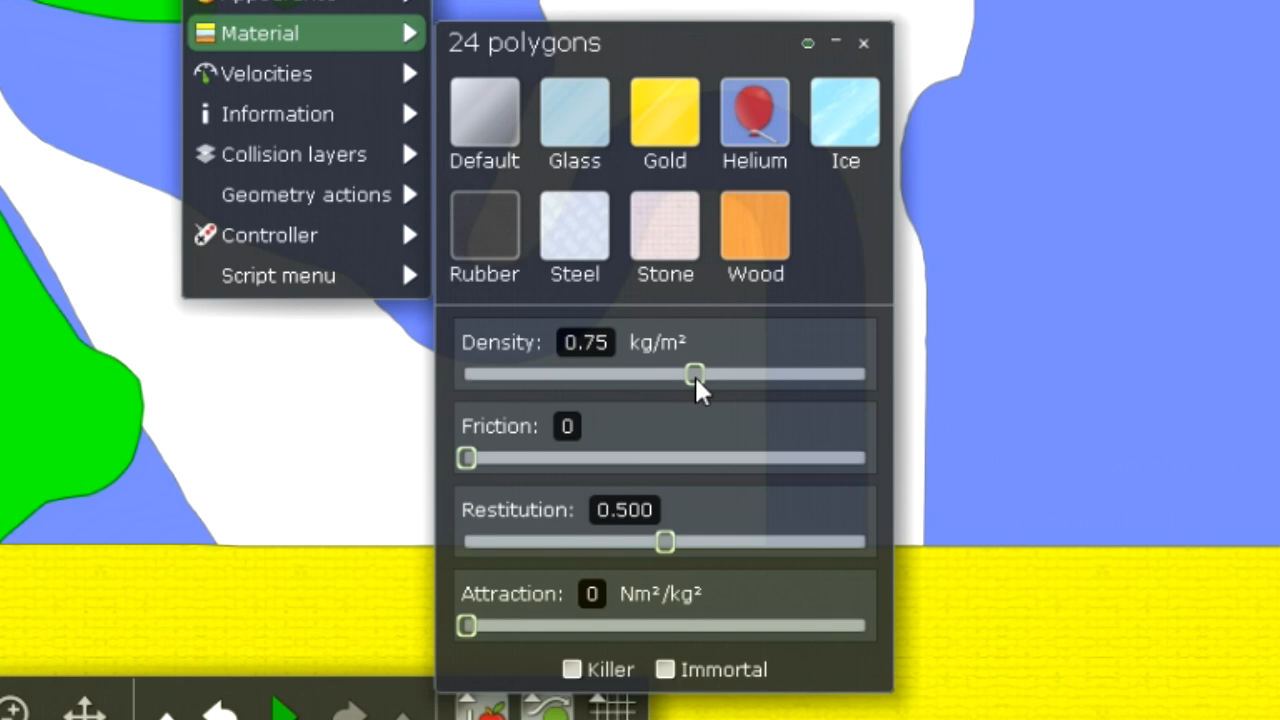 Appearance
Material
Velocities
Information
Collision layers
Geometry actions
Controller
Script menu
24 polygons
Default Glass Gold Helium Ice
Rubber Steel Stone Wood
Density: 0.75 kg/m²
Friction: 0
Restitution: 0.500
Attraction: 0 Nm²/kg²
Killer Immortal